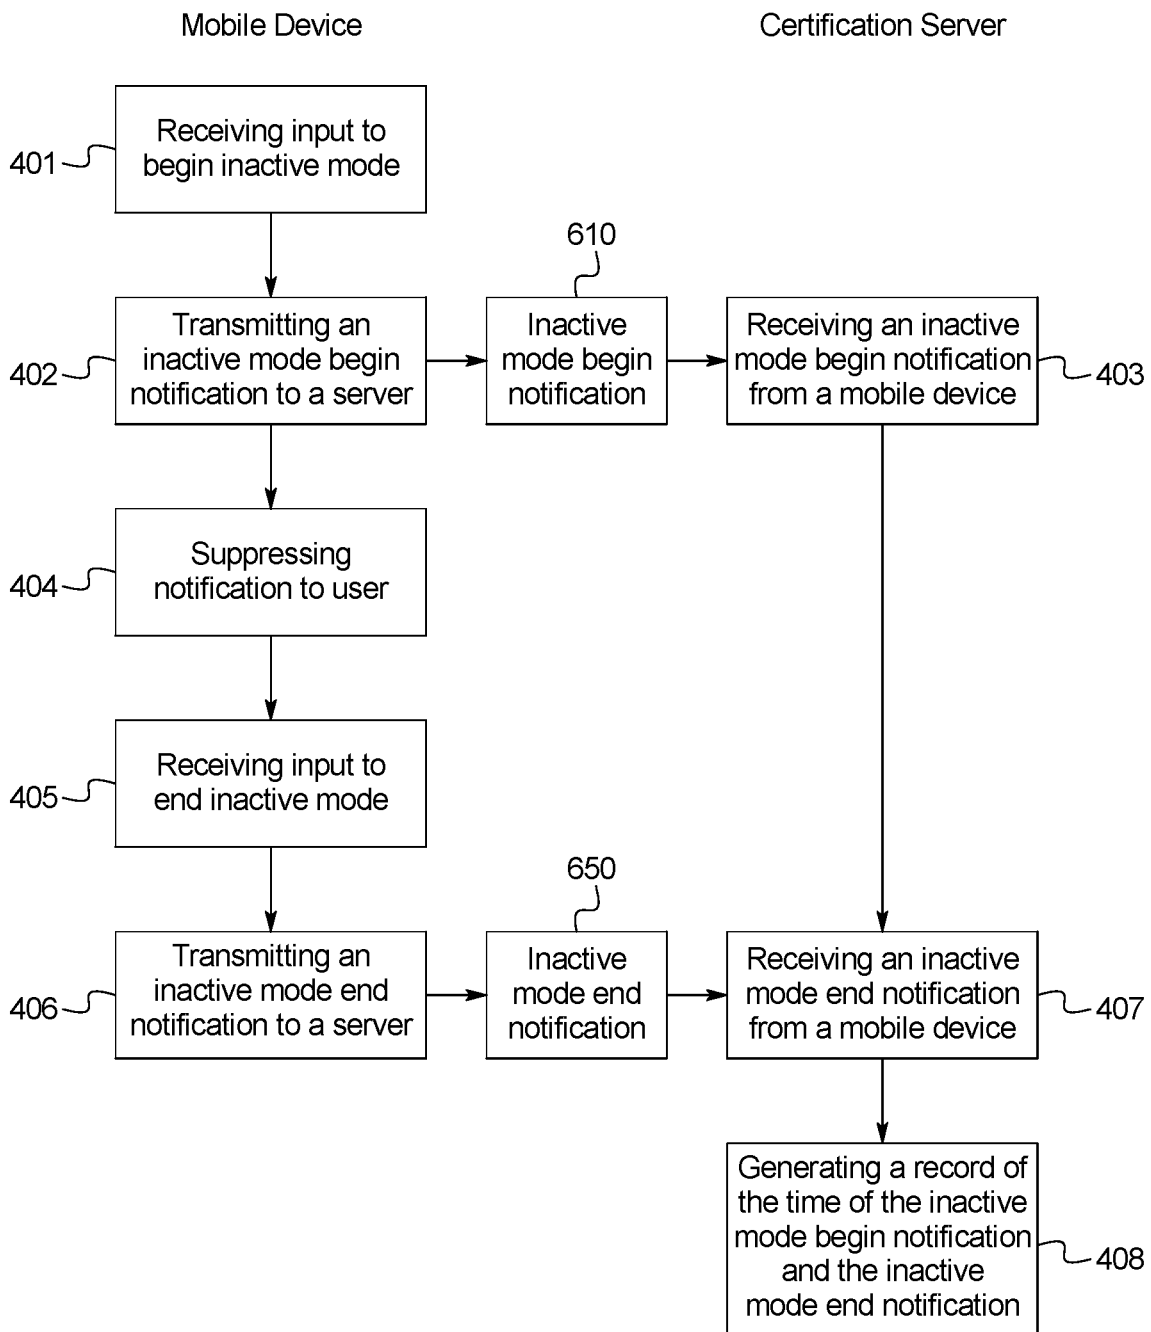 Mobile Device
Certification Server
Receiving input to
begin inactive mode
401
610
Transmitting an
inactive mode begin
notification to a server
402
Inactive
mode begin
notification
Receiving an inactive
mode begin notification
from a mobile device
403
Suppressing
notification to user
404
Receiving input to
end inactive mode
405
650
Transmitting an
inactive mode end
notification to a server
406
Inactive
mode end
notification
Receiving an inactive
mode end notification
from a mobile device
407
Generating a record of
the time of the inactive
mode begin notification
and the inactive
mode end notification
408